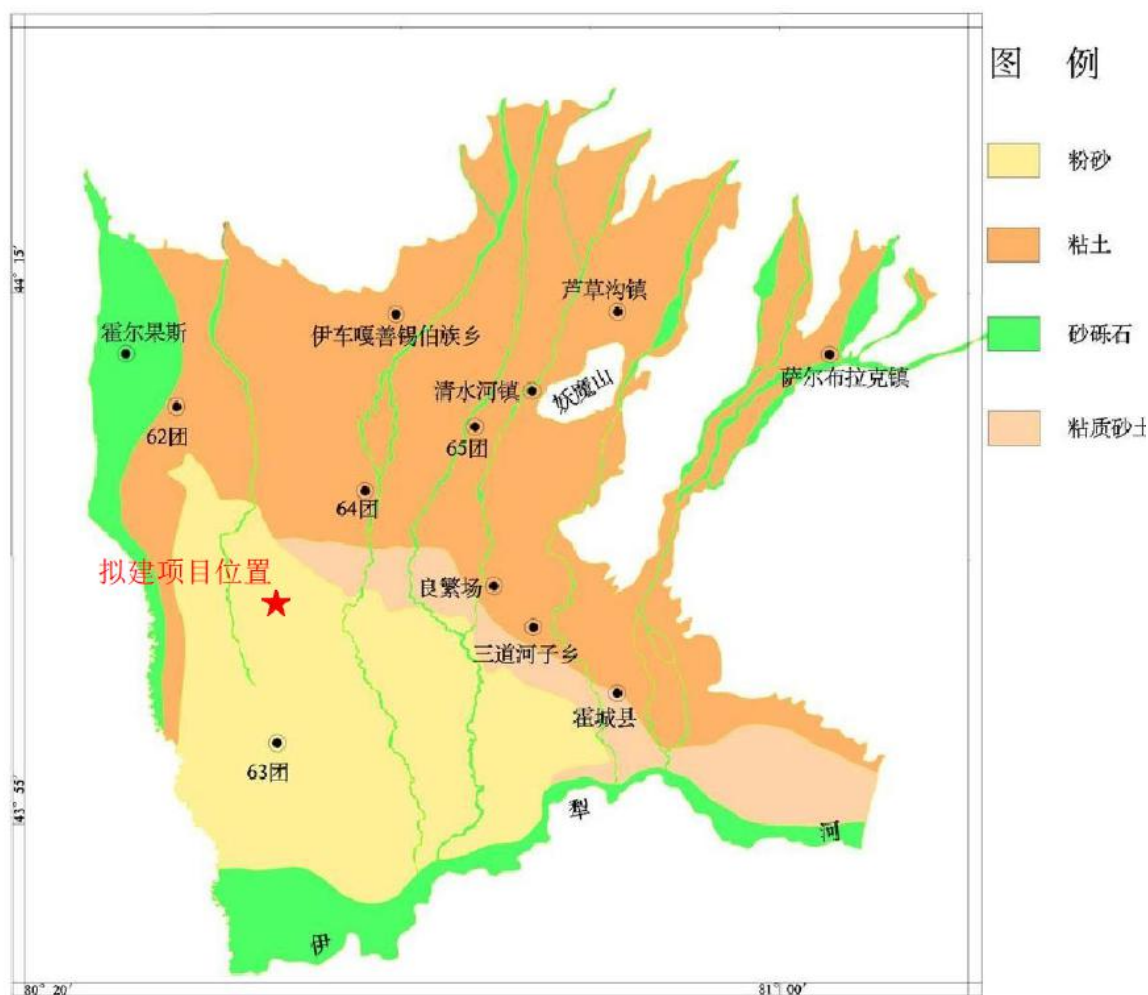 图 例
粉砂
粘土
砂砾石
粘质砂土
44° 15′
43° 55′
80° 20′
81° 00′
霍尔果斯
62团
伊车嘎善锡伯族乡
芦草沟镇
清水河镇
妖魔山
65团
萨尔布拉克镇
64团
拟建项目位置
良繁场
三道河子乡
霍城县
63团
伊
犁
河